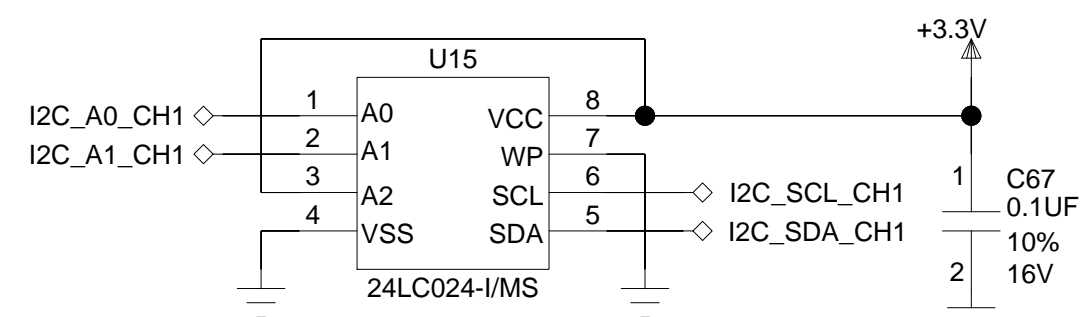 +3.3V
U15
I2C_A0_CH1 1 A0 VCC 8
I2C_A1_CH1 2 A1 WP 7
3 A2 SCL 6 I2C_SCL_CH1
4 VSS SDA 5 I2C_SDA_CH1
24LC024-I/MS
1 C67
0.1UF
10%
2 16V